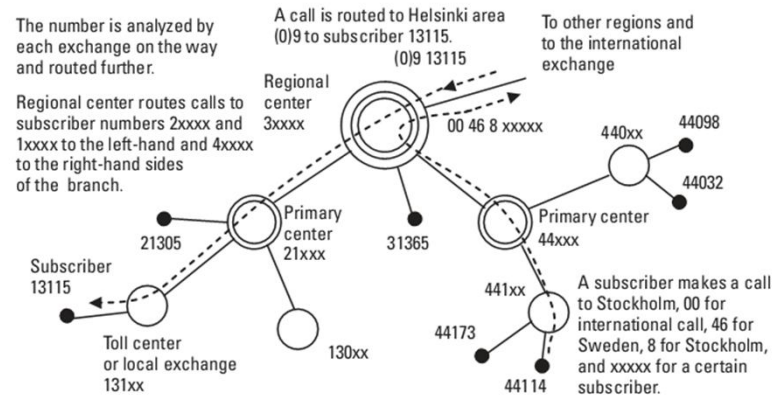 The number is analyzed by
each exchange on the way
and routed further.
Regional center routes calls to
subscriber numbers 2xxxx and
1xxxx to the left-hand and 4xxxx
to the right-hand sides
of the branch.
A call is routed to Helsinki area
(0)9 to subscriber 13115.
(0)9 13115
To other regions and
to the international
exchange
Regional
center
3xxxx
00 46 8 xxxxx
440xx
44098
44032
21305
Primary
center
21xxx
31365
Primary center
44xxx
Subscriber
13115
Toll center
or local exchange
131xx
130xx
441xx
44173
44114
A subscriber makes a call
to Stockholm, 00 for
international call, 46 for
Sweden, 8 for Stockholm,
and xxxxx for a certain
subscriber.